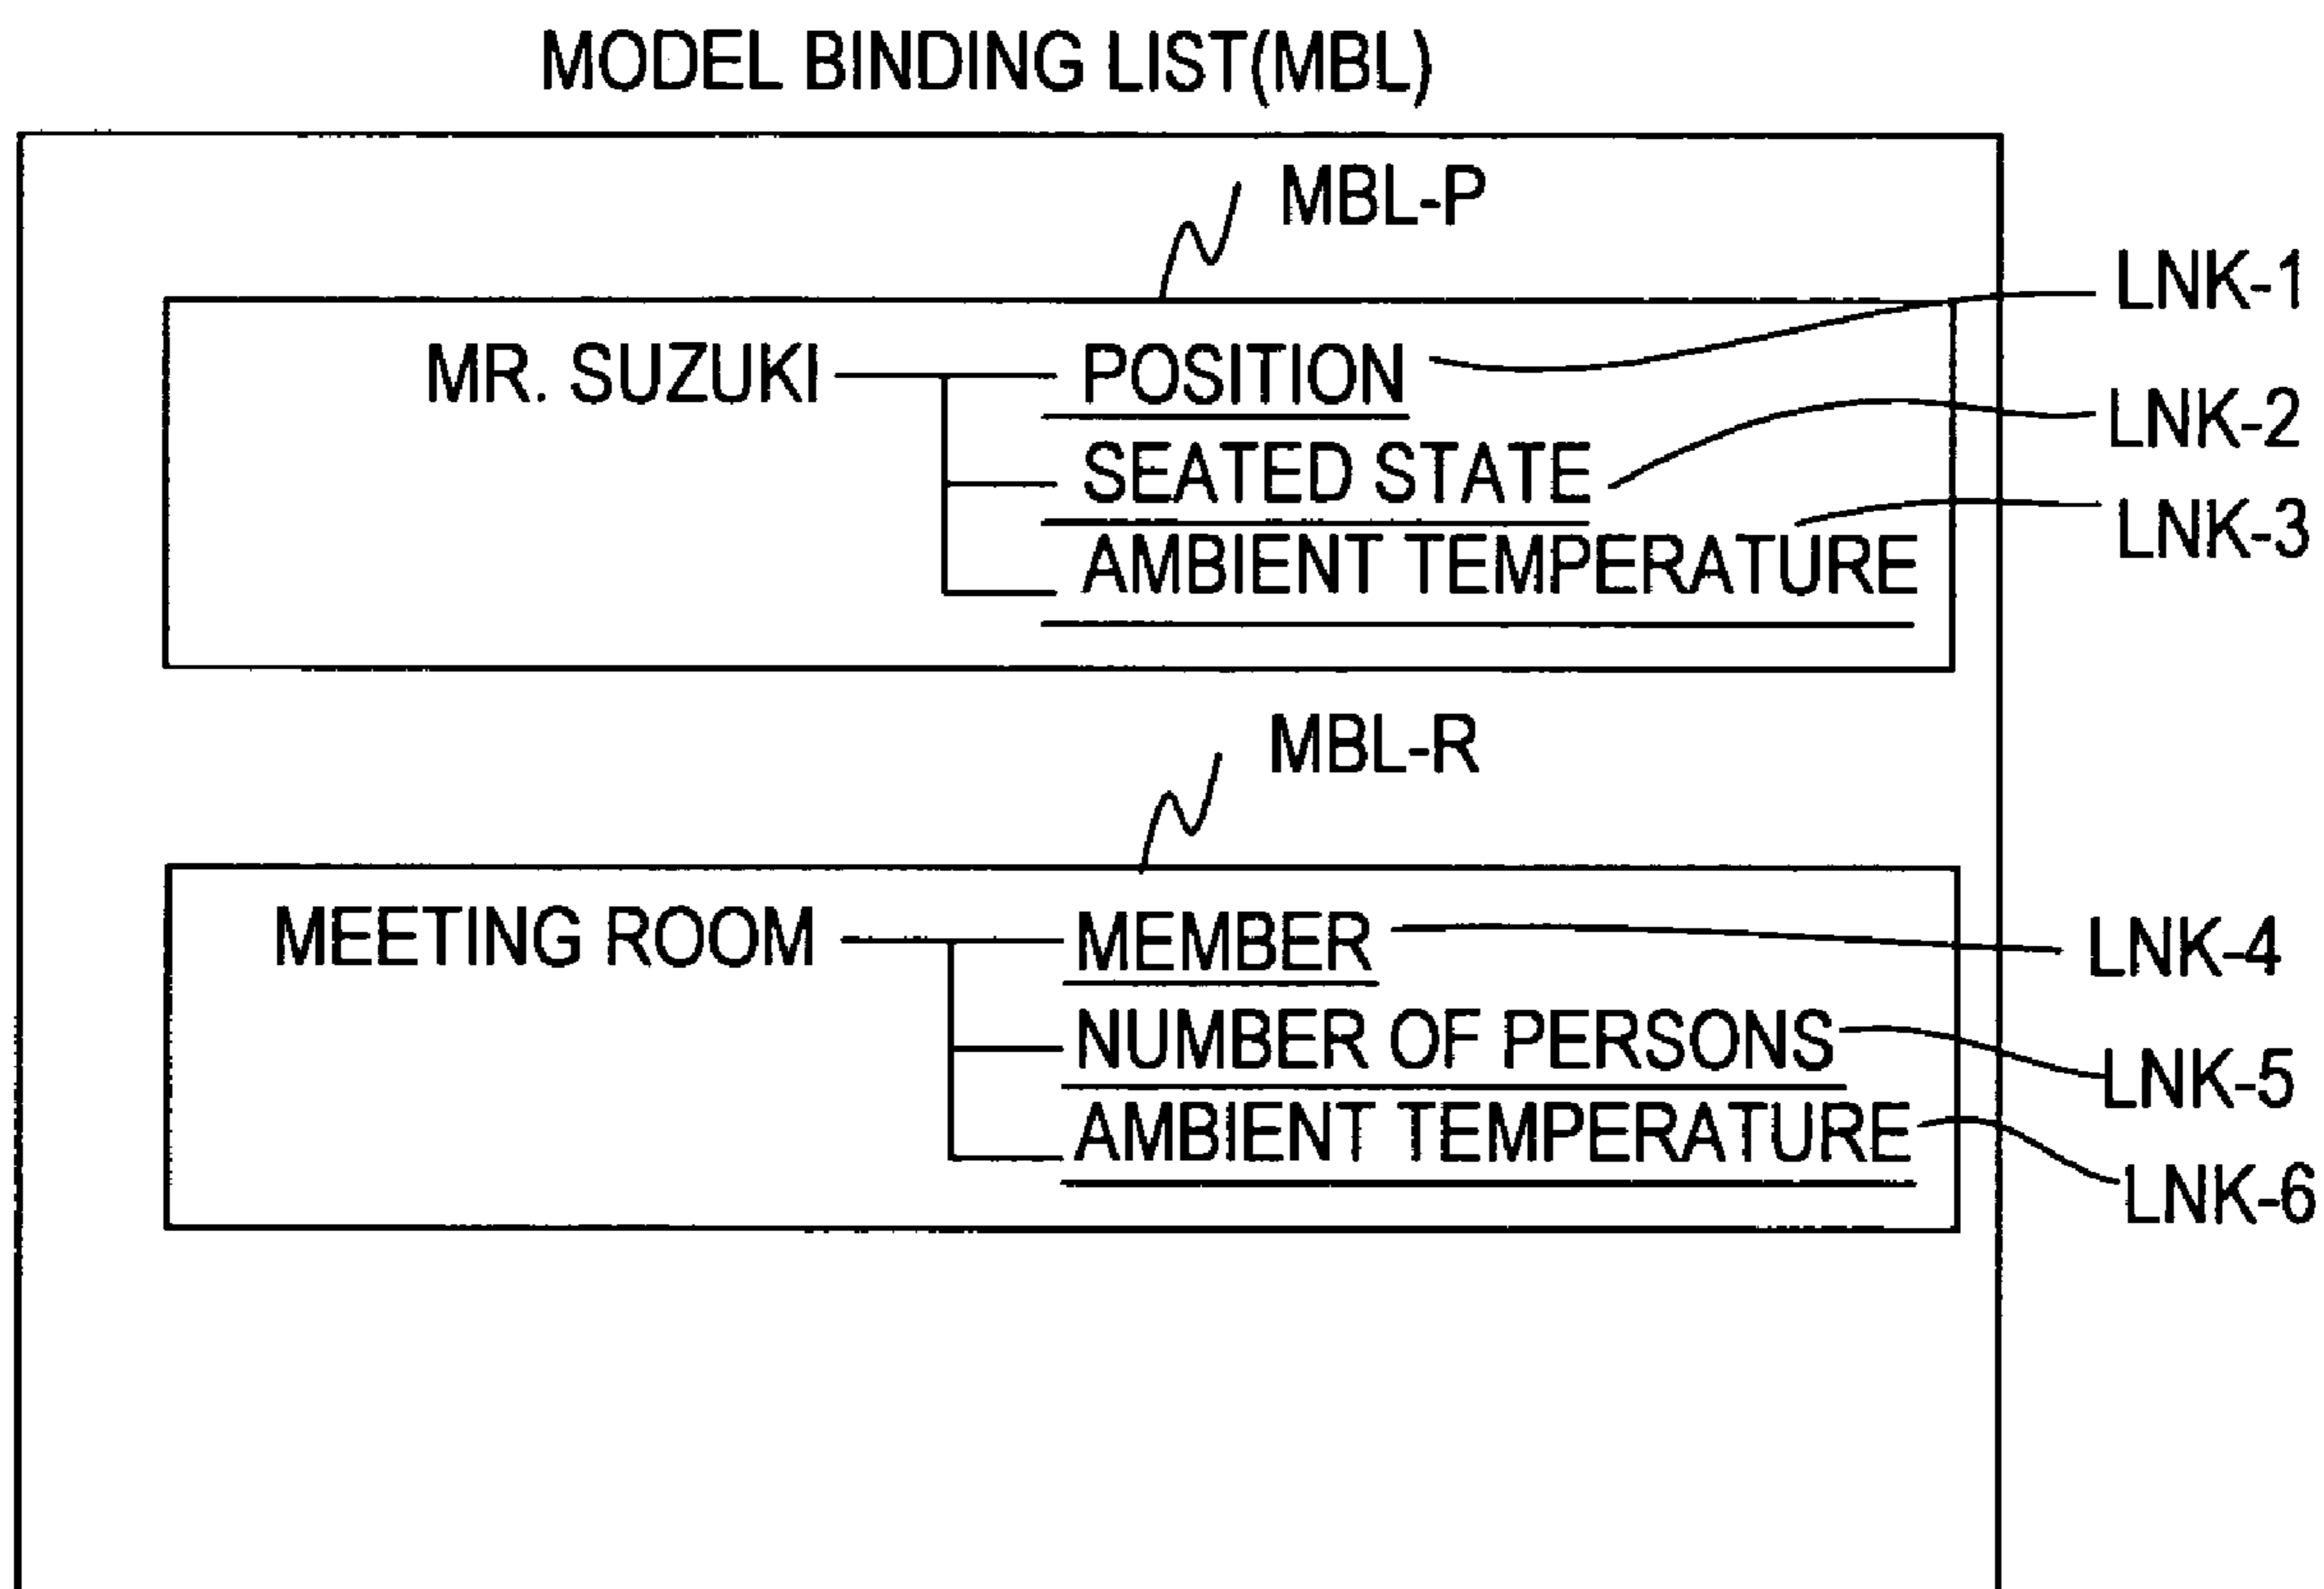 MODEL BINDING LIST(MBL)
MBL-P
LNK-1
MR. SUZUKI POSITION
LNK-2
SEATED STATE
LNK-3
AMBIENT TEMPERATURE
MBL-R
MEETING ROOM MEMBER
LNK-4
NUMBER OF PERSONS
LNK-5
AMBIENT TEMPERATURE
LNK-6